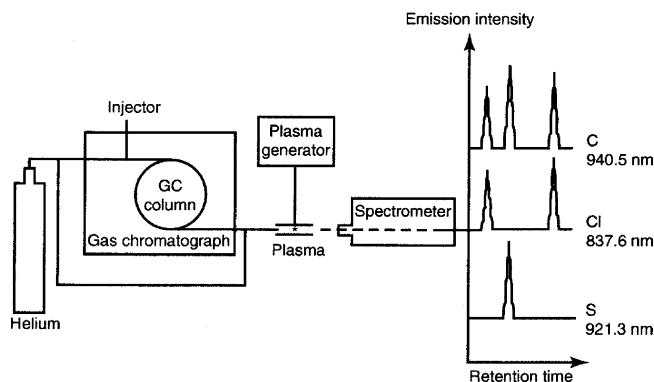 Emission intensity
Injector
Plasma
generator
GC
column
Gas chromatograph
Helium
Plasma
Spectrometer
C
940.5 nm
Cl
837.6 nm
S
921.3 nm
Retention time